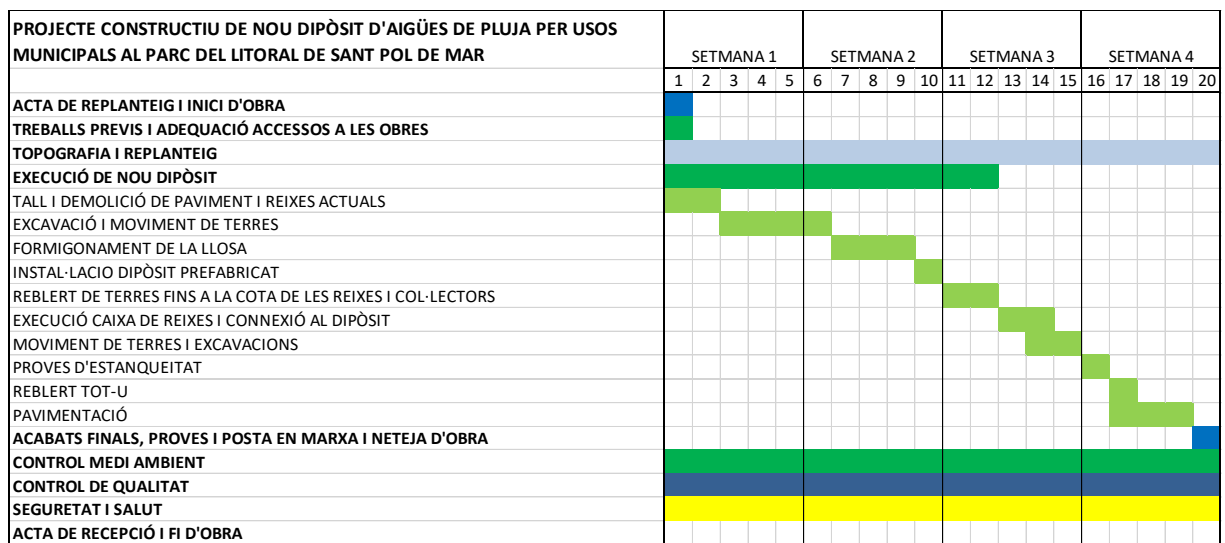 PROJECTE CONSTRUCTIU DE NOU DIPÒSIT D'AIGÜES DE PLUJA PER USOS
MUNICIPALS AL PARC DEL LITORAL DE SANT POL DE MAR
SETMANA 1 SETMANA 2 SETMANA 3 SETMANA 4
1 2 3 4 5 6 7 8 9 10 11 12 13 14 15 16 17 18 19 20
ACTA DE REPLANTEIG I INICI D'OBRA
TREBALLS PREVIS I ADEQUACIÓ ACCESSOS A LES OBRES
TOPOGRAFIA I REPLANTEIG
EXECUCIÓ DE NOU DIPÒSIT
TALL I DEMOLICIÓ DE PAVIMENT I REIXES ACTUALS
EXCAVACIÓ I MOVIMENT DE TERRES
FORMIGONAMENT DE LA LLOSA
INSTAL·LACIO DIPÒSIT PREFABRICAT
REBLERT DE TERRES FINS A LA COTA DE LES REIXES I COL·LECTORS
EXECUCIÓ CAIXA DE REIXES I CONNEXIÓ AL DIPÒSIT
MOVIMENT DE TERRES I EXCAVACIONS
PROVES D'ESTANQUEITAT
REBLERT TOT-U
PAVIMENTACIÓ
ACABATS FINALS, PROVES I POSTA EN MARXA I NETEJA D'OBRA
CONTROL MEDI AMBIENT
CONTROL DE QUALITAT
SEGURETAT I SALUT
ACTA DE RECEPCIÓ I FI D'OBRA